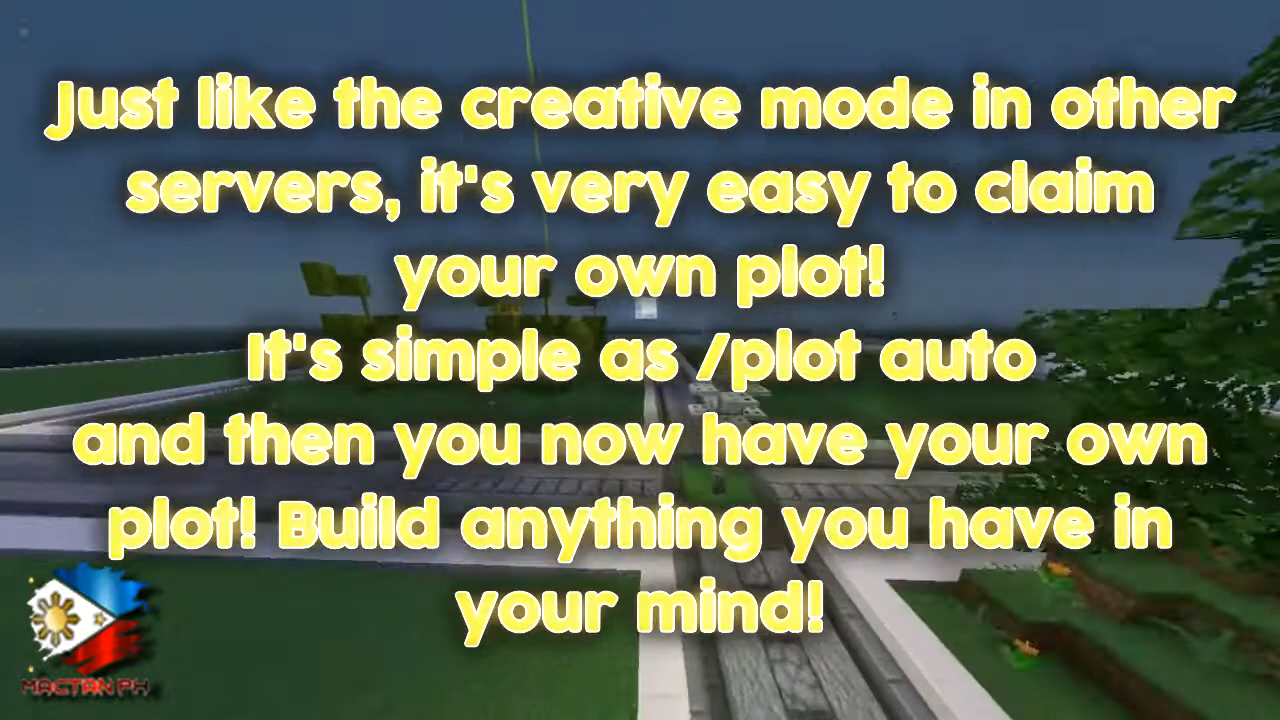 Just like the creative mode in other
servers, it's very easy to claim
your own plot!
It's simple as /plot auto
and then you now have your own
plot! Build anything you have in
your mind!
MACTAN PH